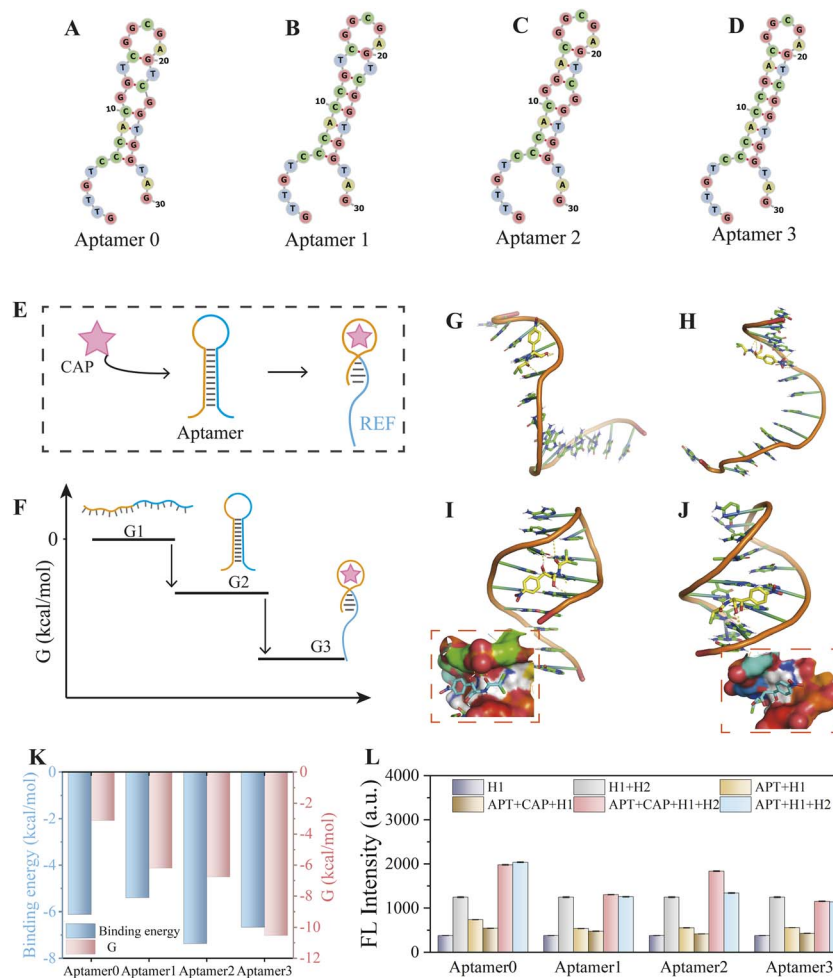 A
B
C
D
10
20
30
Aptamer 0
10
20
30
Aptamer 1
10
20
30
Aptamer 2
10
20
30
Aptamer 3
E
CAP
Aptamer
REF
G
H
F
G (kcal/mol)
0
G1
G2
G3
I
J
K
Binding energy (kcal/mol)
0
-2
-4
-6
-8
Binding energy
G
Aptamer0 Aptamer1 Aptamer2 Aptamer3
0
-2
-4
-6
-8
-10
-12
G (kcal/mol)
L
FL Intensity (a.u.)
4000
3000
2000
1000
0
H1 H1+H2 APT+H1
APT+CAP+H1 APT+CAP+H1+H2 APT+H1+H2
Aptamer0 Aptamer1 Aptamer2 Aptamer3